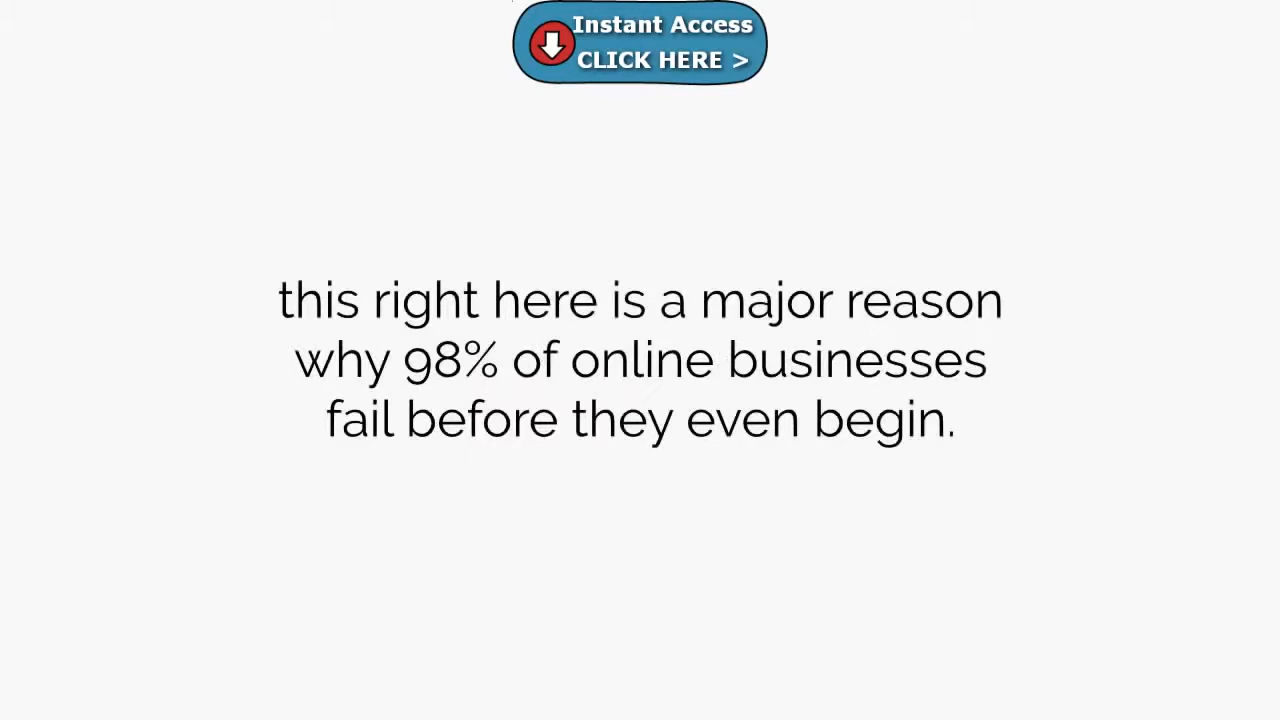 Instant Access
CLICK HERE >
this right here is a major reason
why 98% of online businesses
fail before they even begin.